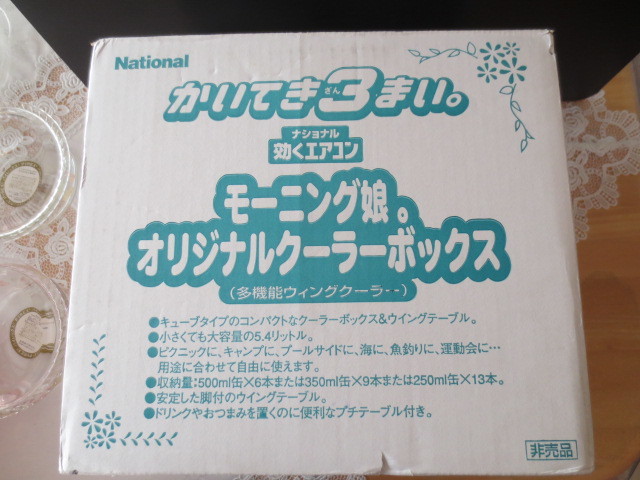 National
かいてき3まい。
ざん
ナショナル
効くエアコン
モーニング娘。
オリジナルクーラーボックス
(多機能ウィングクーラ--)
●キューブタイプのコンパクトなクーラーボックス&ウイングテーブル。
●小さくても大容量の5.4リットル。
●ピクニックに、キャンプに、プールサイドに、海に、魚釣りに、運動会に…
用途に合わせて自由に使えます。
●収納量:500ml缶×6本または350ml缶×9本または250ml缶×13本。
●安定した脚付のウイングテーブル。
●ドリンクやおつまみを置くのに便利なプチテーブル付き。
非売品